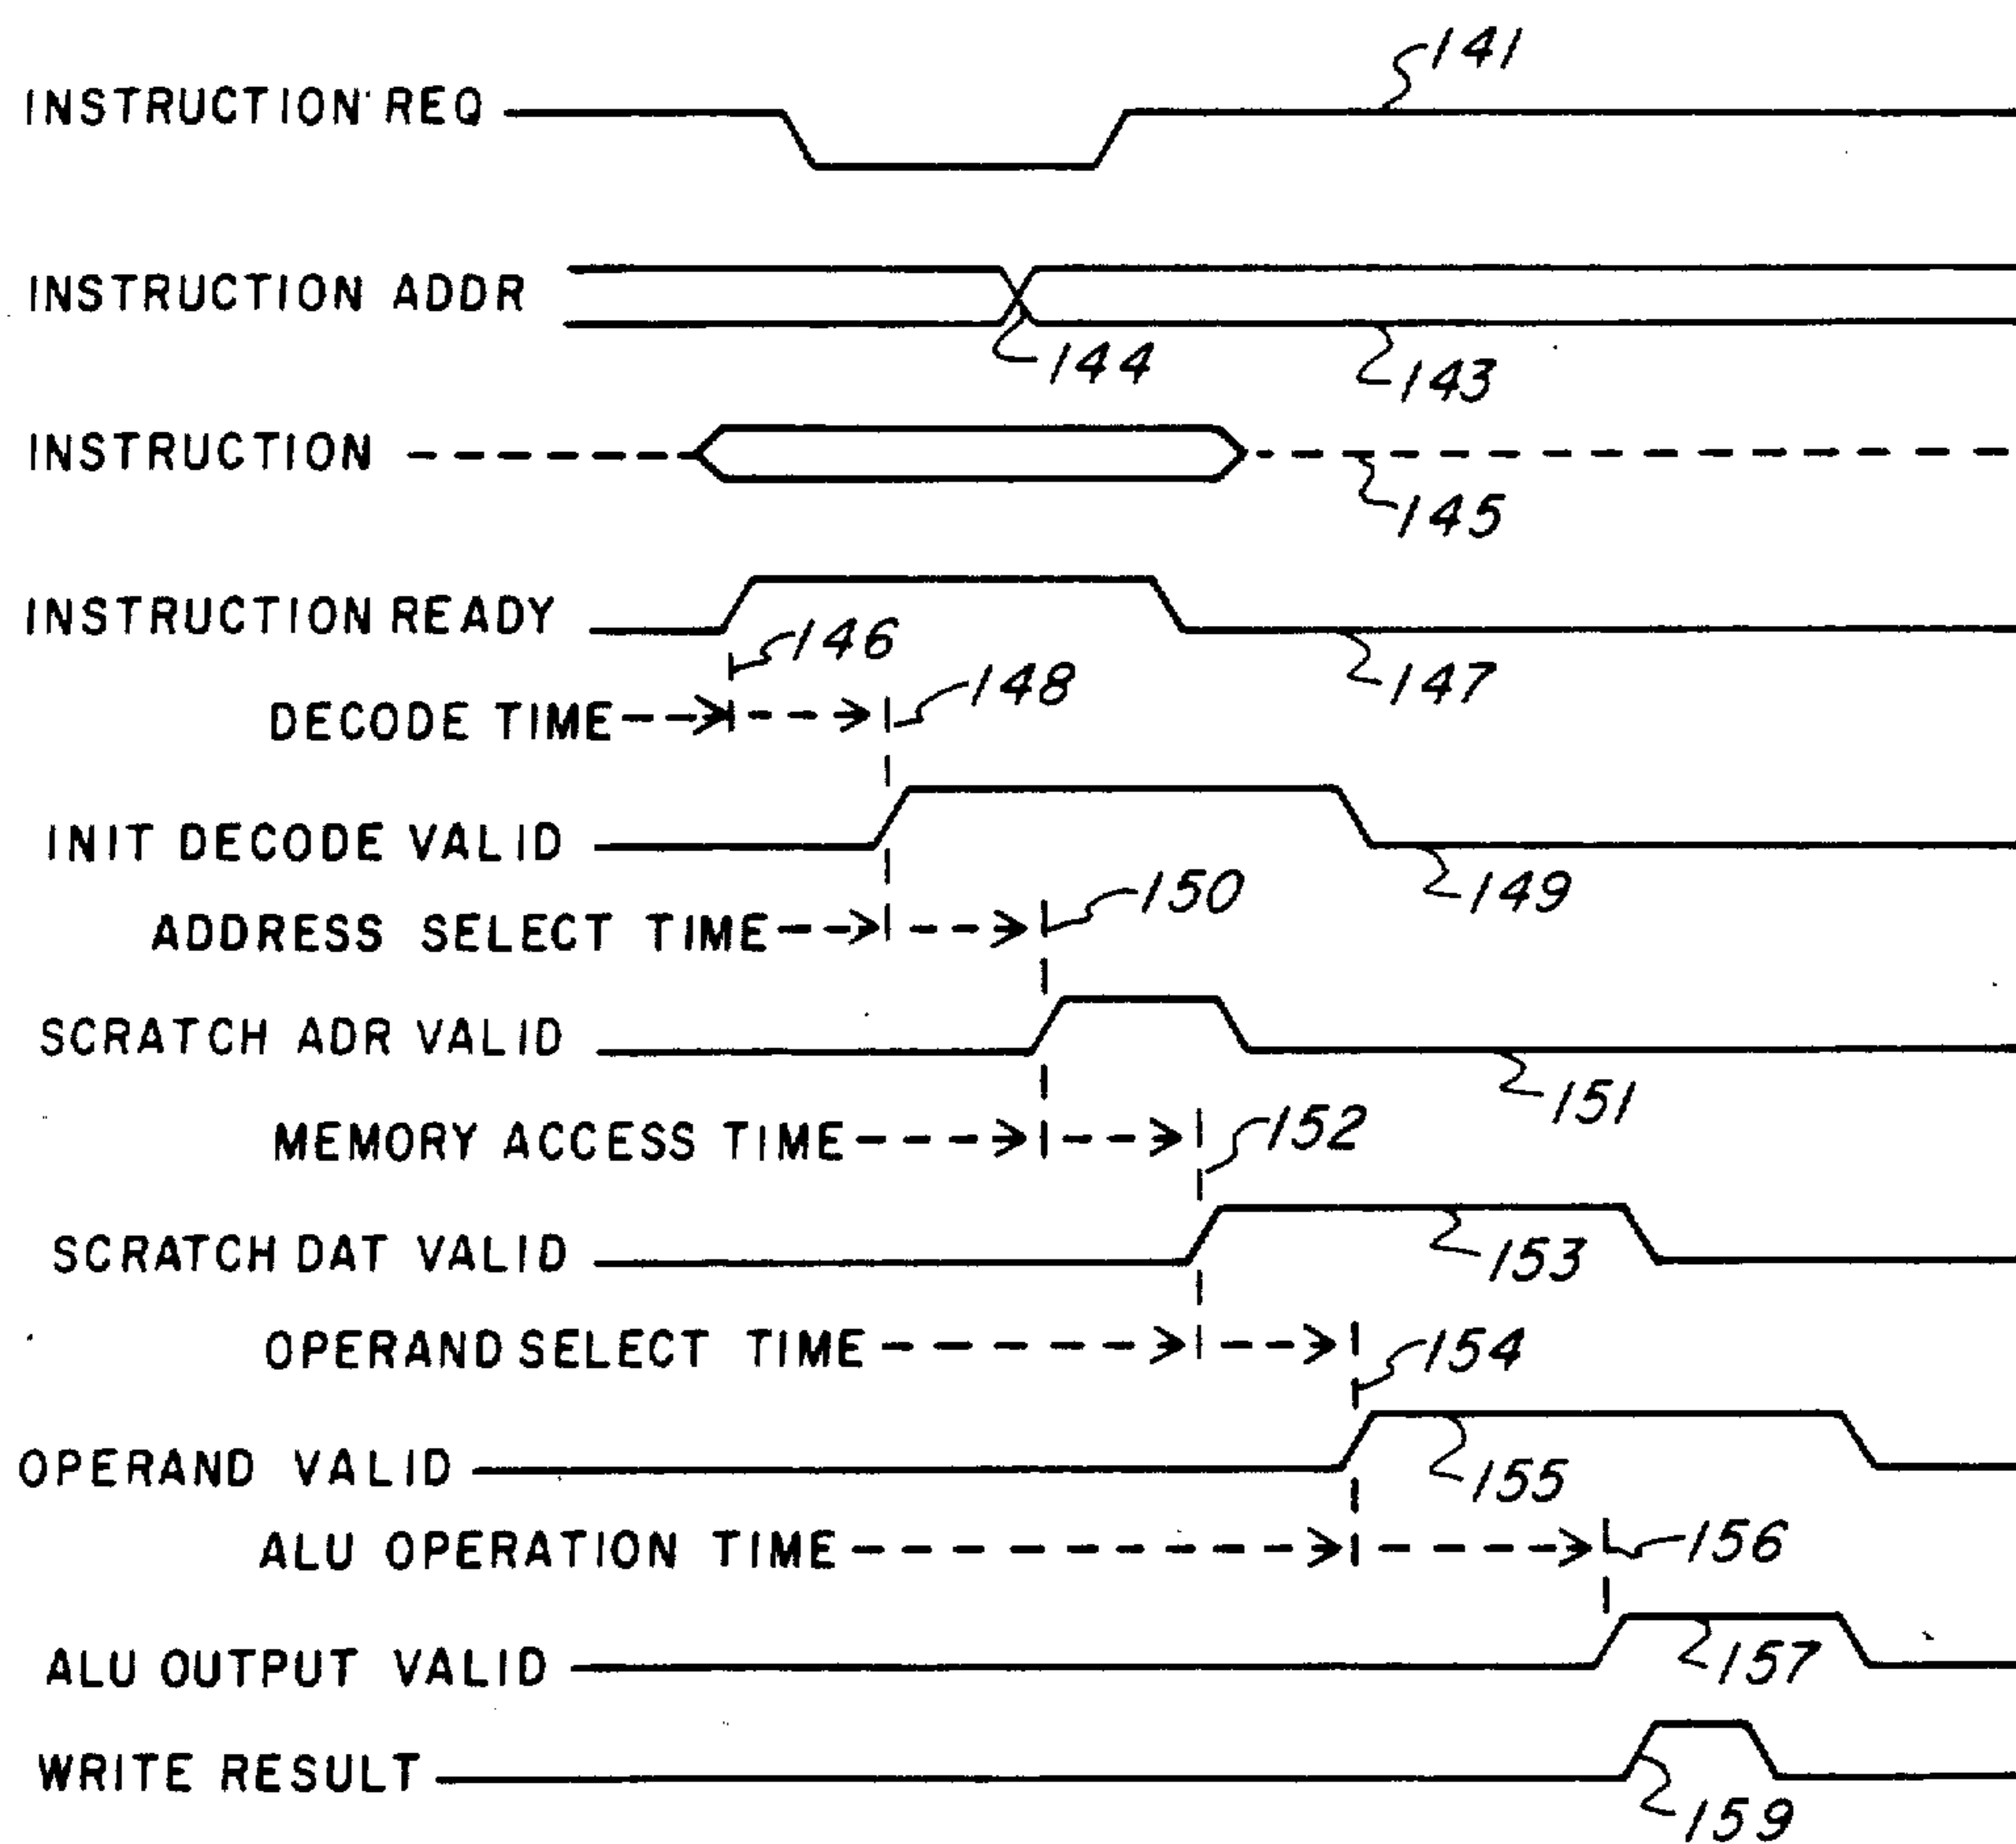 141
INSTRUCTION REQ
INSTRUCTION ADDR
144
143
INSTRUCTION
145
INSTRUCTION READY
146
147
148
DECODE TIME
INIT DECODE VALID
149
150
ADDRESS SELECT TIME
SCRATCH ADR VALID
151
152
MEMORY ACCESS TIME
SCRATCH DAT VALID
153
154
OPERAND SELECT TIME
OPERAND VALID
155
ALU OPERATION TIME
156
ALU OUTPUT VALID
157
WRITE RESULT
159